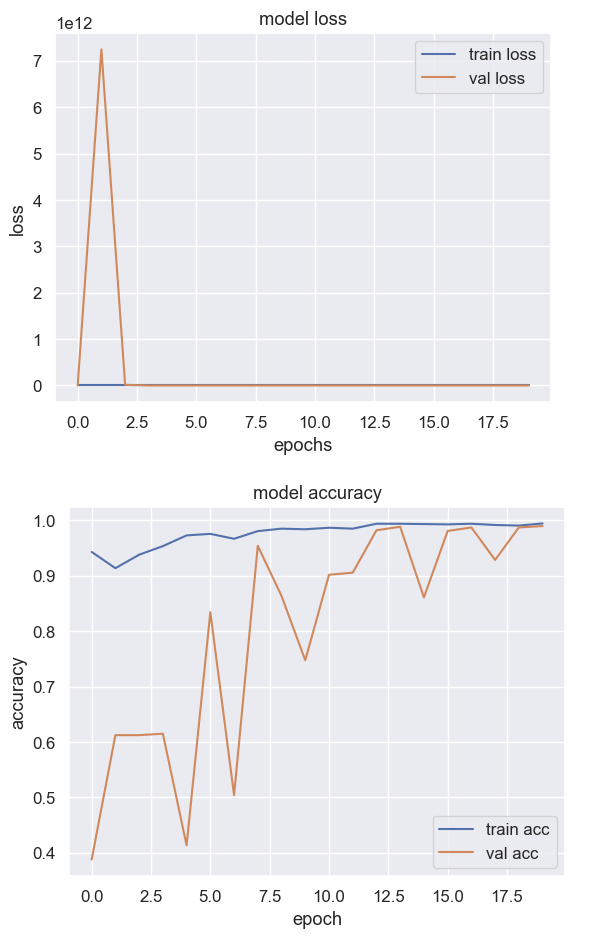 model loss
1e12
train loss
val loss
7
6
5
4
3
2
1
0
loss
0.0 2.5 5.0 7.5 10.0 12.5 15.0 17.5
epochs
model accuracy
1.0
0.9
0.8
0.7
0.6
0.5
0.4
accuracy
train acc
val acc
0.0 2.5 5.0 7.5 10.0 12.5 15.0 17.5
epoch